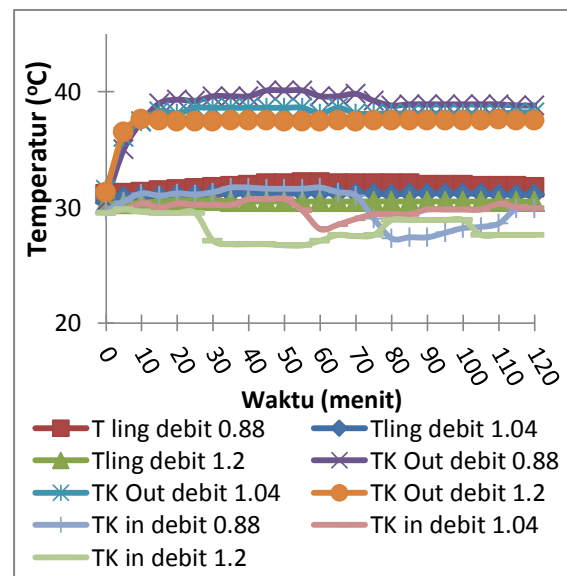 Temperatur (°C)
40
30
20
0
10
20
30
40
50
60
70
80
90
100
110
120
Waktu (menit)
T ling debit 0.88
Tling debit 1.04
Tling debit 1.2
TK Out debit 0.88
TK Out debit 1.04
TK Out debit 1.2
TK in debit 0.88
TK in debit 1.04
TK in debit 1.2